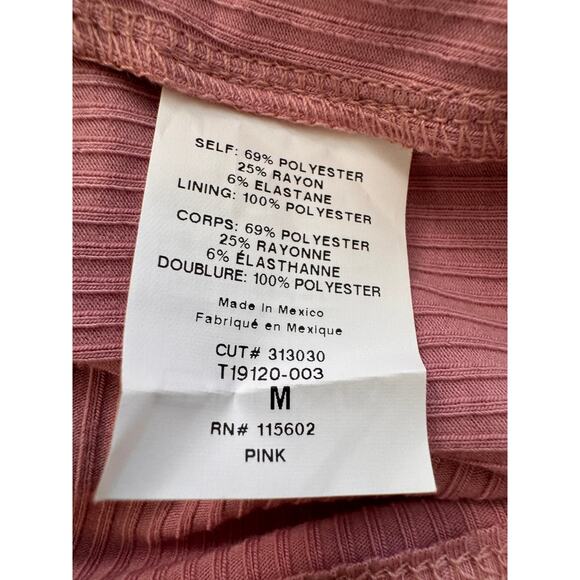 SELF: 69% POLYESTER
25% RAYON
6% ELASTANE
LINING: 100% POLYESTER
CORPS: 69% POLYESTER
25% RAYONNE
6% ÉLASTHANNE
DOUBLURE: 100% POLYESTER
Made in Mexico
Fabriqué en Mexique
CUT# 313030
T19120-003
M
RN# 115602
PINK